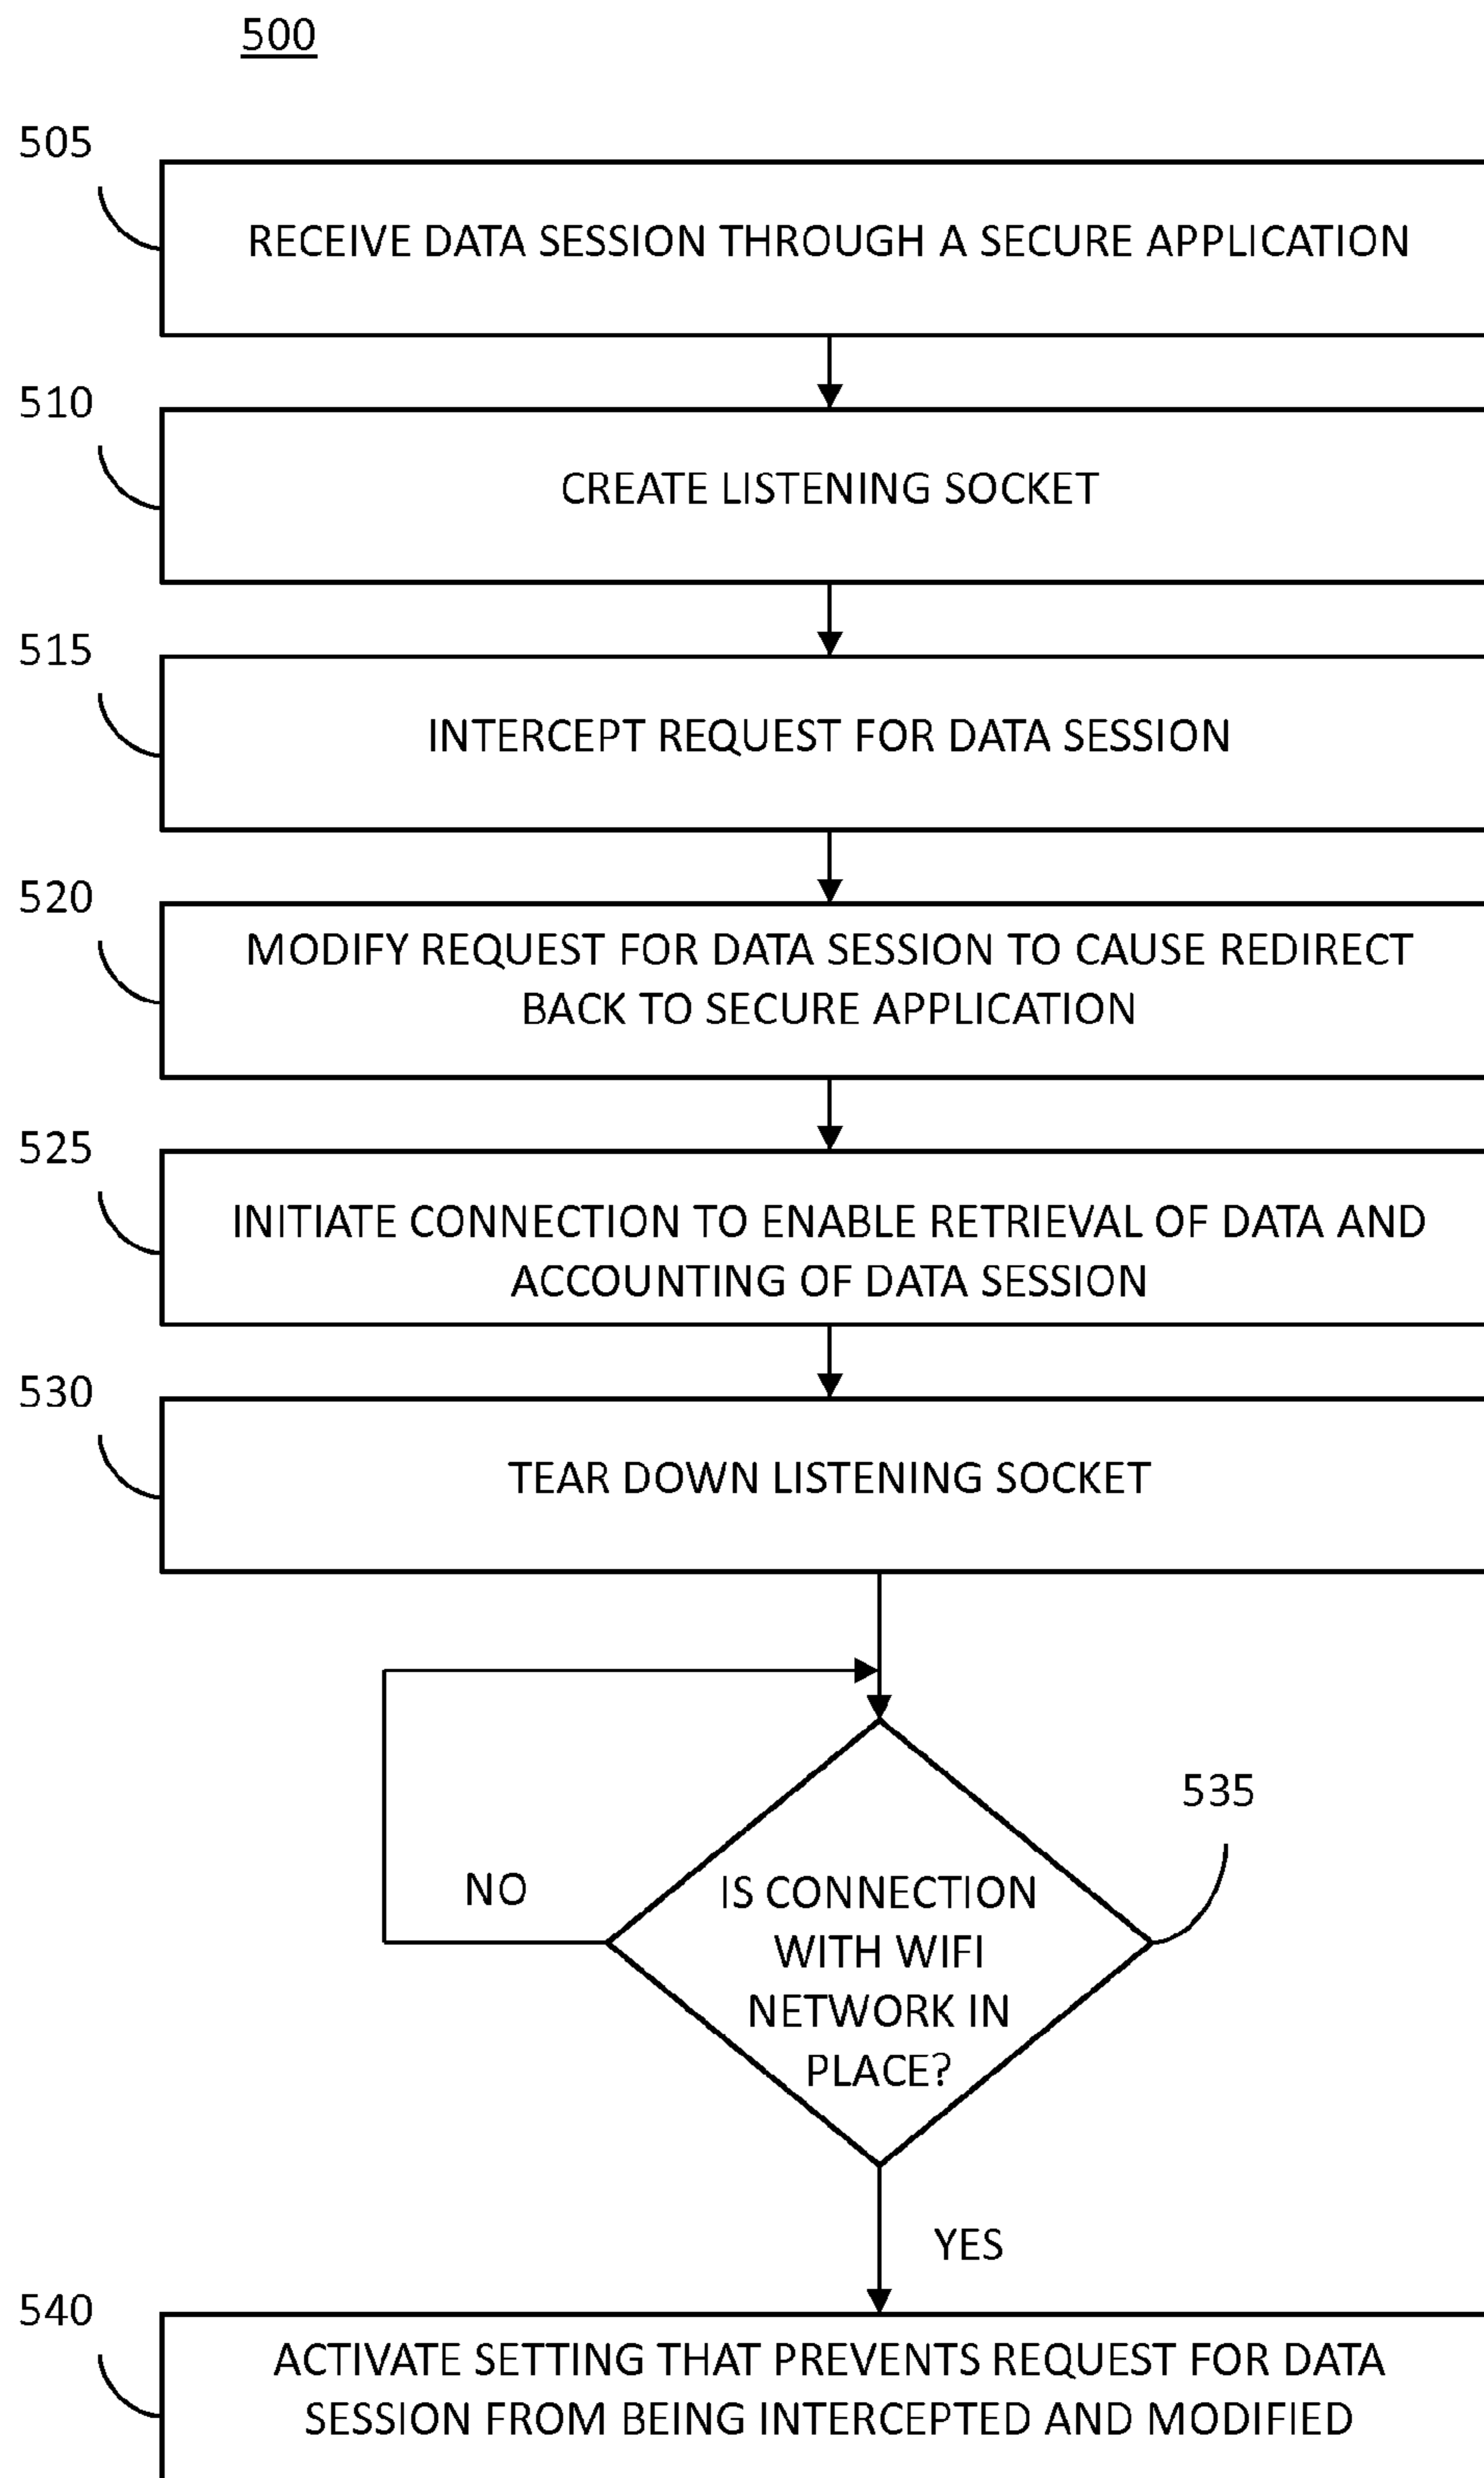 500
505
RECEIVE DATA SESSION THROUGH A SECURE APPLICATION
510
CREATE LISTENING SOCKET
515
INTERCEPT REQUEST FOR DATA SESSION
520
MODIFY REQUEST FOR DATA SESSION TO CAUSE REDIRECT
BACK TO SECURE APPLICATION
525
INITIATE CONNECTION TO ENABLE RETRIEVAL OF DATA AND
ACCOUNTING OF DATA SESSION
530
TEAR DOWN LISTENING SOCKET
535
NO
IS CONNECTION
WITH WIFI
NETWORK IN
PLACE?
YES
540
ACTIVATE SETTING THAT PREVENTS REQUEST FOR DATA
SESSION FROM BEING INTERCEPTED AND MODIFIED